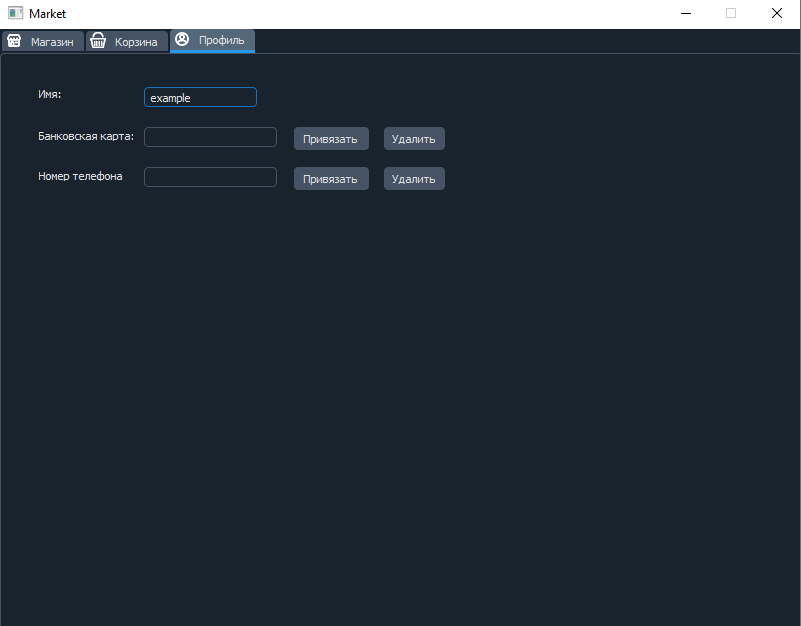 Market
Магазин Корзина Профиль
Имя: example
Банковская карта: Привязать Удалить
Номер телефона Привязать Удалить